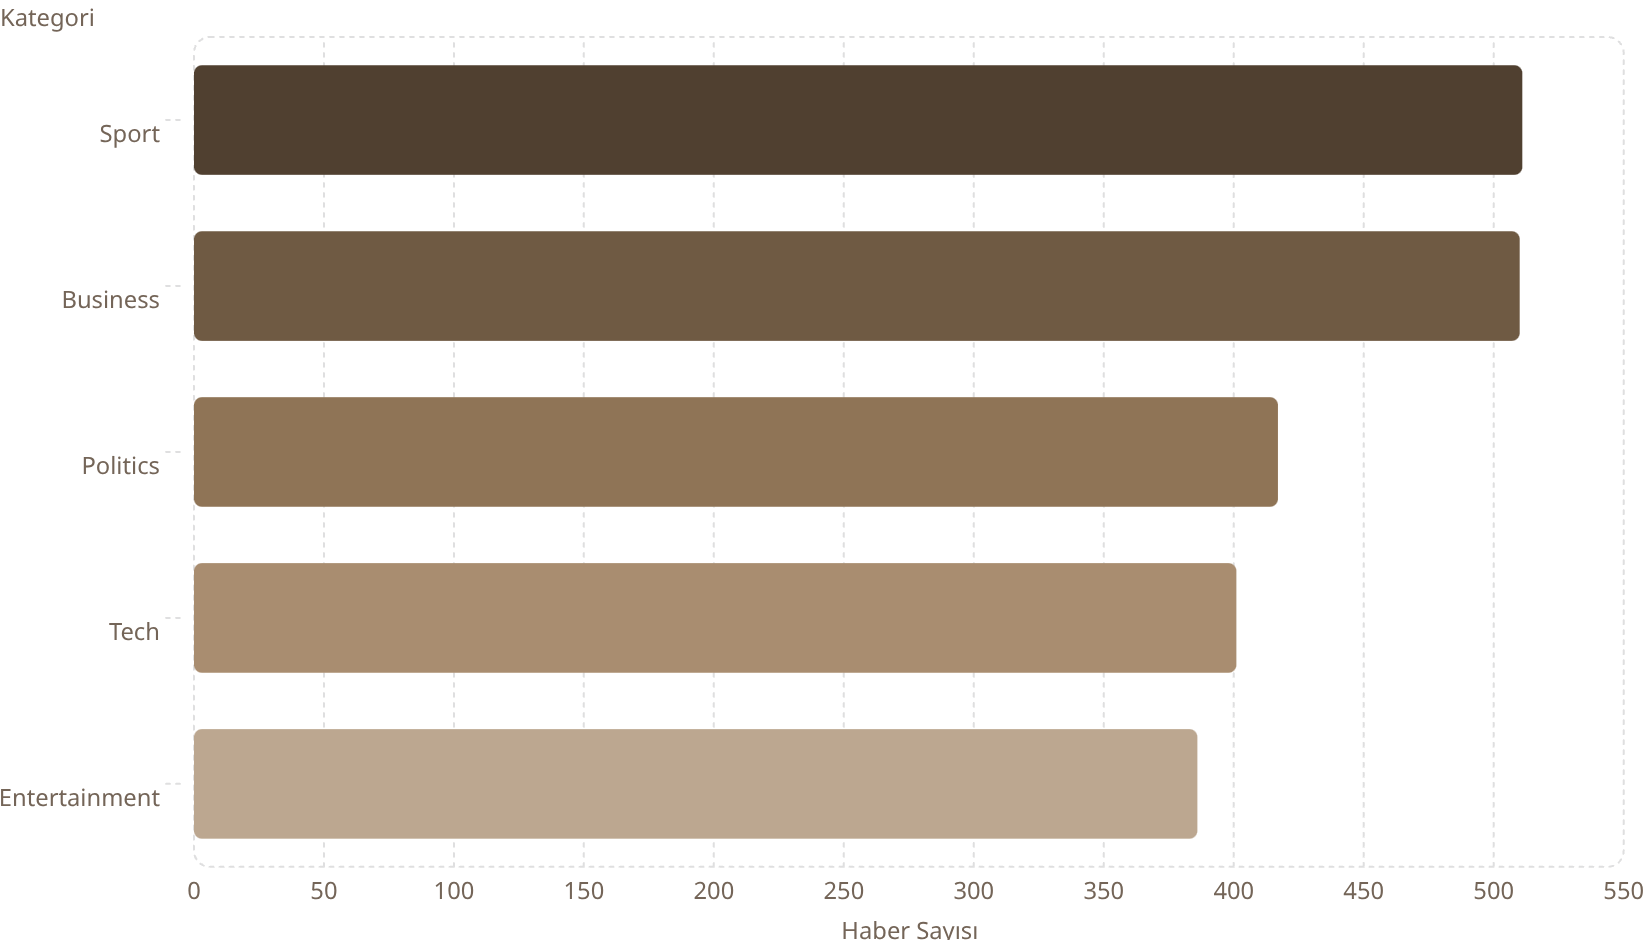 Kategori
Sport
Business
Politics
Tech
Entertainment
0 50 100 150 200 250 300 350 400 450 500 550
Haber Sayısı